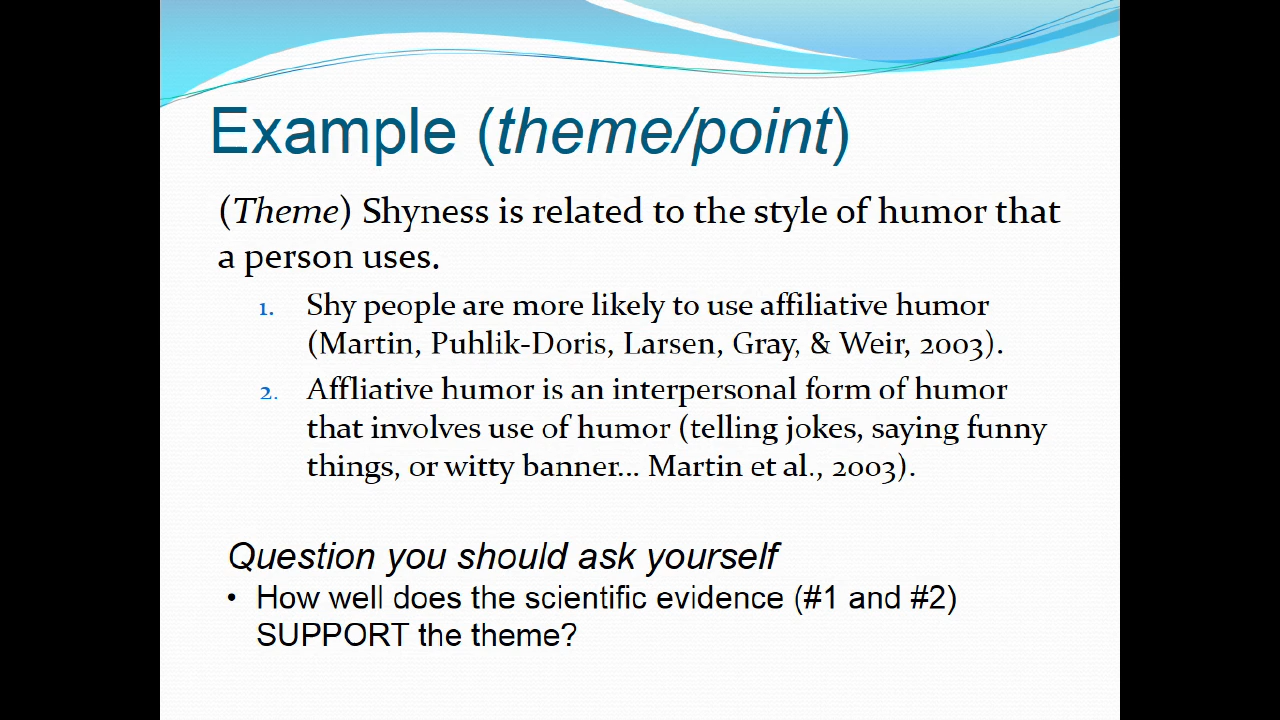 Example (theme/point)
(Theme) Shyness is related to the style of humor that
a person uses.
1. Shy people are more likely to use affiliative humor
(Martin, Puhlik-Doris, Larsen, Gray, & Weir, 2003).
2. Affliative humor is an interpersonal form of humor
that involves use of humor (telling jokes, saying funny
things, or witty banner... Martin et al., 2003).
Question you should ask yourself
• How well does the scientific evidence (#1 and #2)
SUPPORT the theme?